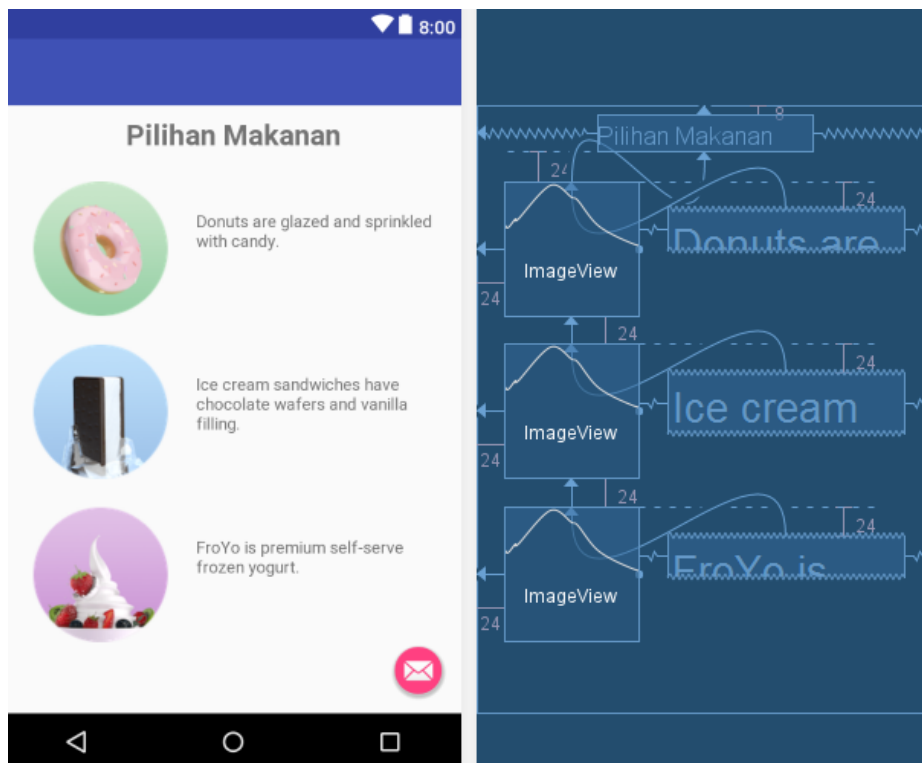 8:00
Pilihan Makanan
Donuts are glazed and sprinkled
with candy.
Ice cream sandwiches have
chocolate wafers and vanilla
filling.
FroYo is premium self-serve
frozen yogurt.
8
Pilihan Makanan
24
24
Donuts are
ImageView
24
24
24
Ice cream
ImageView
24
24
24
FroYo is
ImageView
24